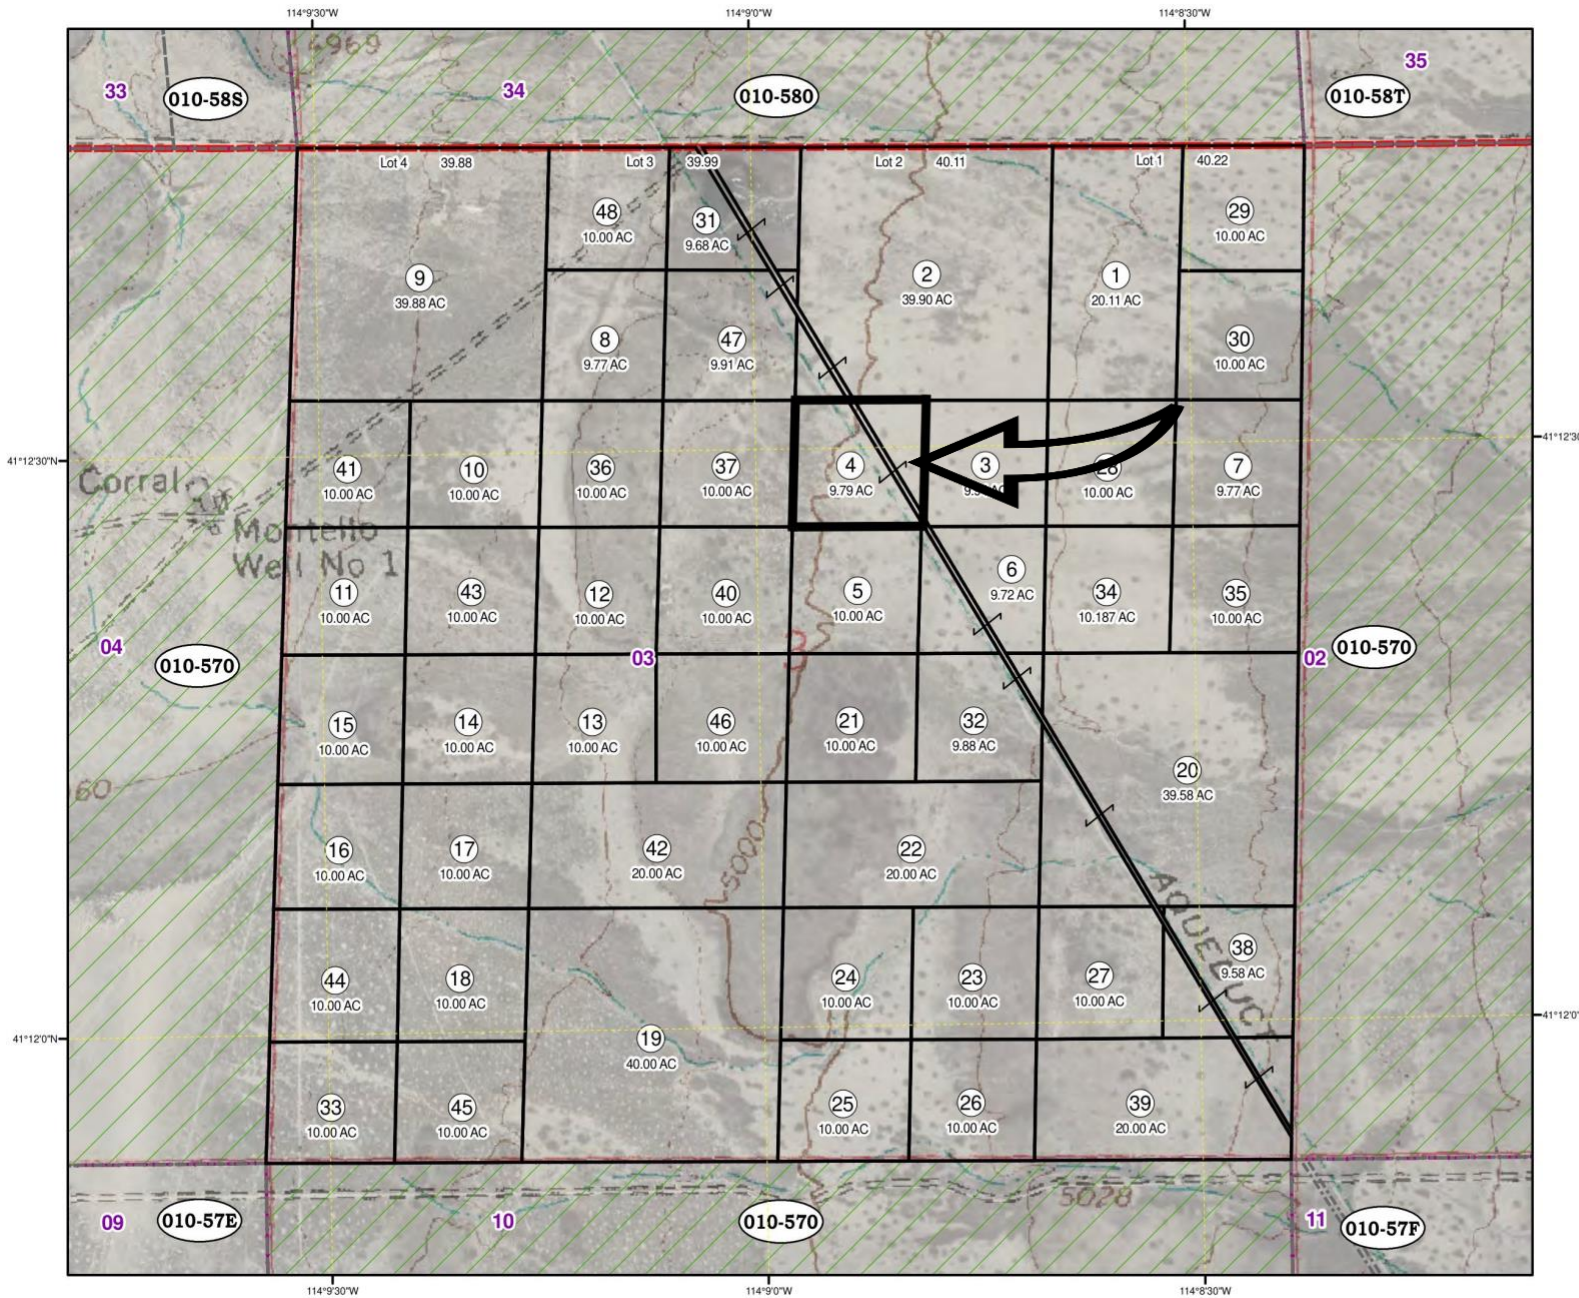 114°9'30"W 114°9'0"W 114°8'30"W
6969
33 010-58S 34 010-580 35 010-58T
Lot 4 39.88 Lot 3 39.99 Lot 2 40.11 Lot 1 40.22
48 31 29
10.00 AC 9.68 AC 10.00 AC
9 2 1
39.88 AC 39.90 AC 20.11 AC
8 47 30
9.77 AC 9.91 AC 10.00 AC
41°12'30"N 41°12'30"
41 10 36 37 4 3 28 7
10.00 AC 10.00 AC 10.00 AC 10.00 AC 9.79 AC 10.00 AC 9.77 AC
Corral
Montello
Well No 1
11 43 12 40 5 6 34 35
10.00 AC 10.00 AC 10.00 AC 10.00 AC 10.00 AC 9.72 AC 10.187 AC 10.00 AC
04 010-570 03 3 02 010-570
15 14 13 46 21 32
10.00 AC 10.00 AC 10.00 AC 10.00 AC 10.00 AC 9.88 AC
20
39.58 AC
60
16 17 42 22
10.00 AC 10.00 AC 20.00 AC 20.00 AC
5000
AQUEDUCT
44 18 24 23 27 38
10.00 AC 10.00 AC 10.00 AC 10.00 AC 10.00 AC 9.58 AC
41°12'0"N 41°12'0"
19
40.00 AC
33 45 25 26 39
10.00 AC 10.00 AC 10.00 AC 10.00 AC 20.00 AC
5028
09 010-57E 10 010-570 11 010-57F
114°9'30"W 114°9'0"W 114°8'30"W